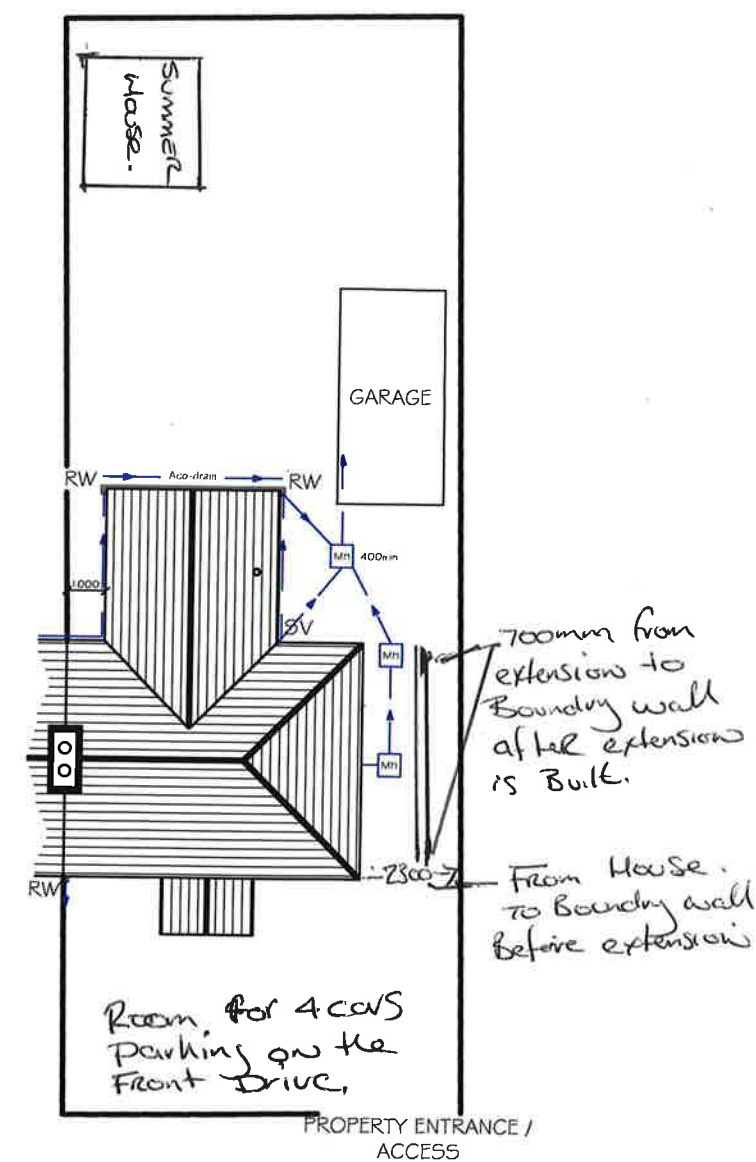 SUMMER
House.
GARAGE
RW
Aco-drain
RW
MH
400mm
1000
SV
MH
MH
700mm from
extension to
Boundry wall
after extension
is Built.
2300
From House.
To Boundry wall
Before extension
RW
Room for 4 cars
parking on the
Front Drive.
PROPERTY ENTRANCE /
ACCESS